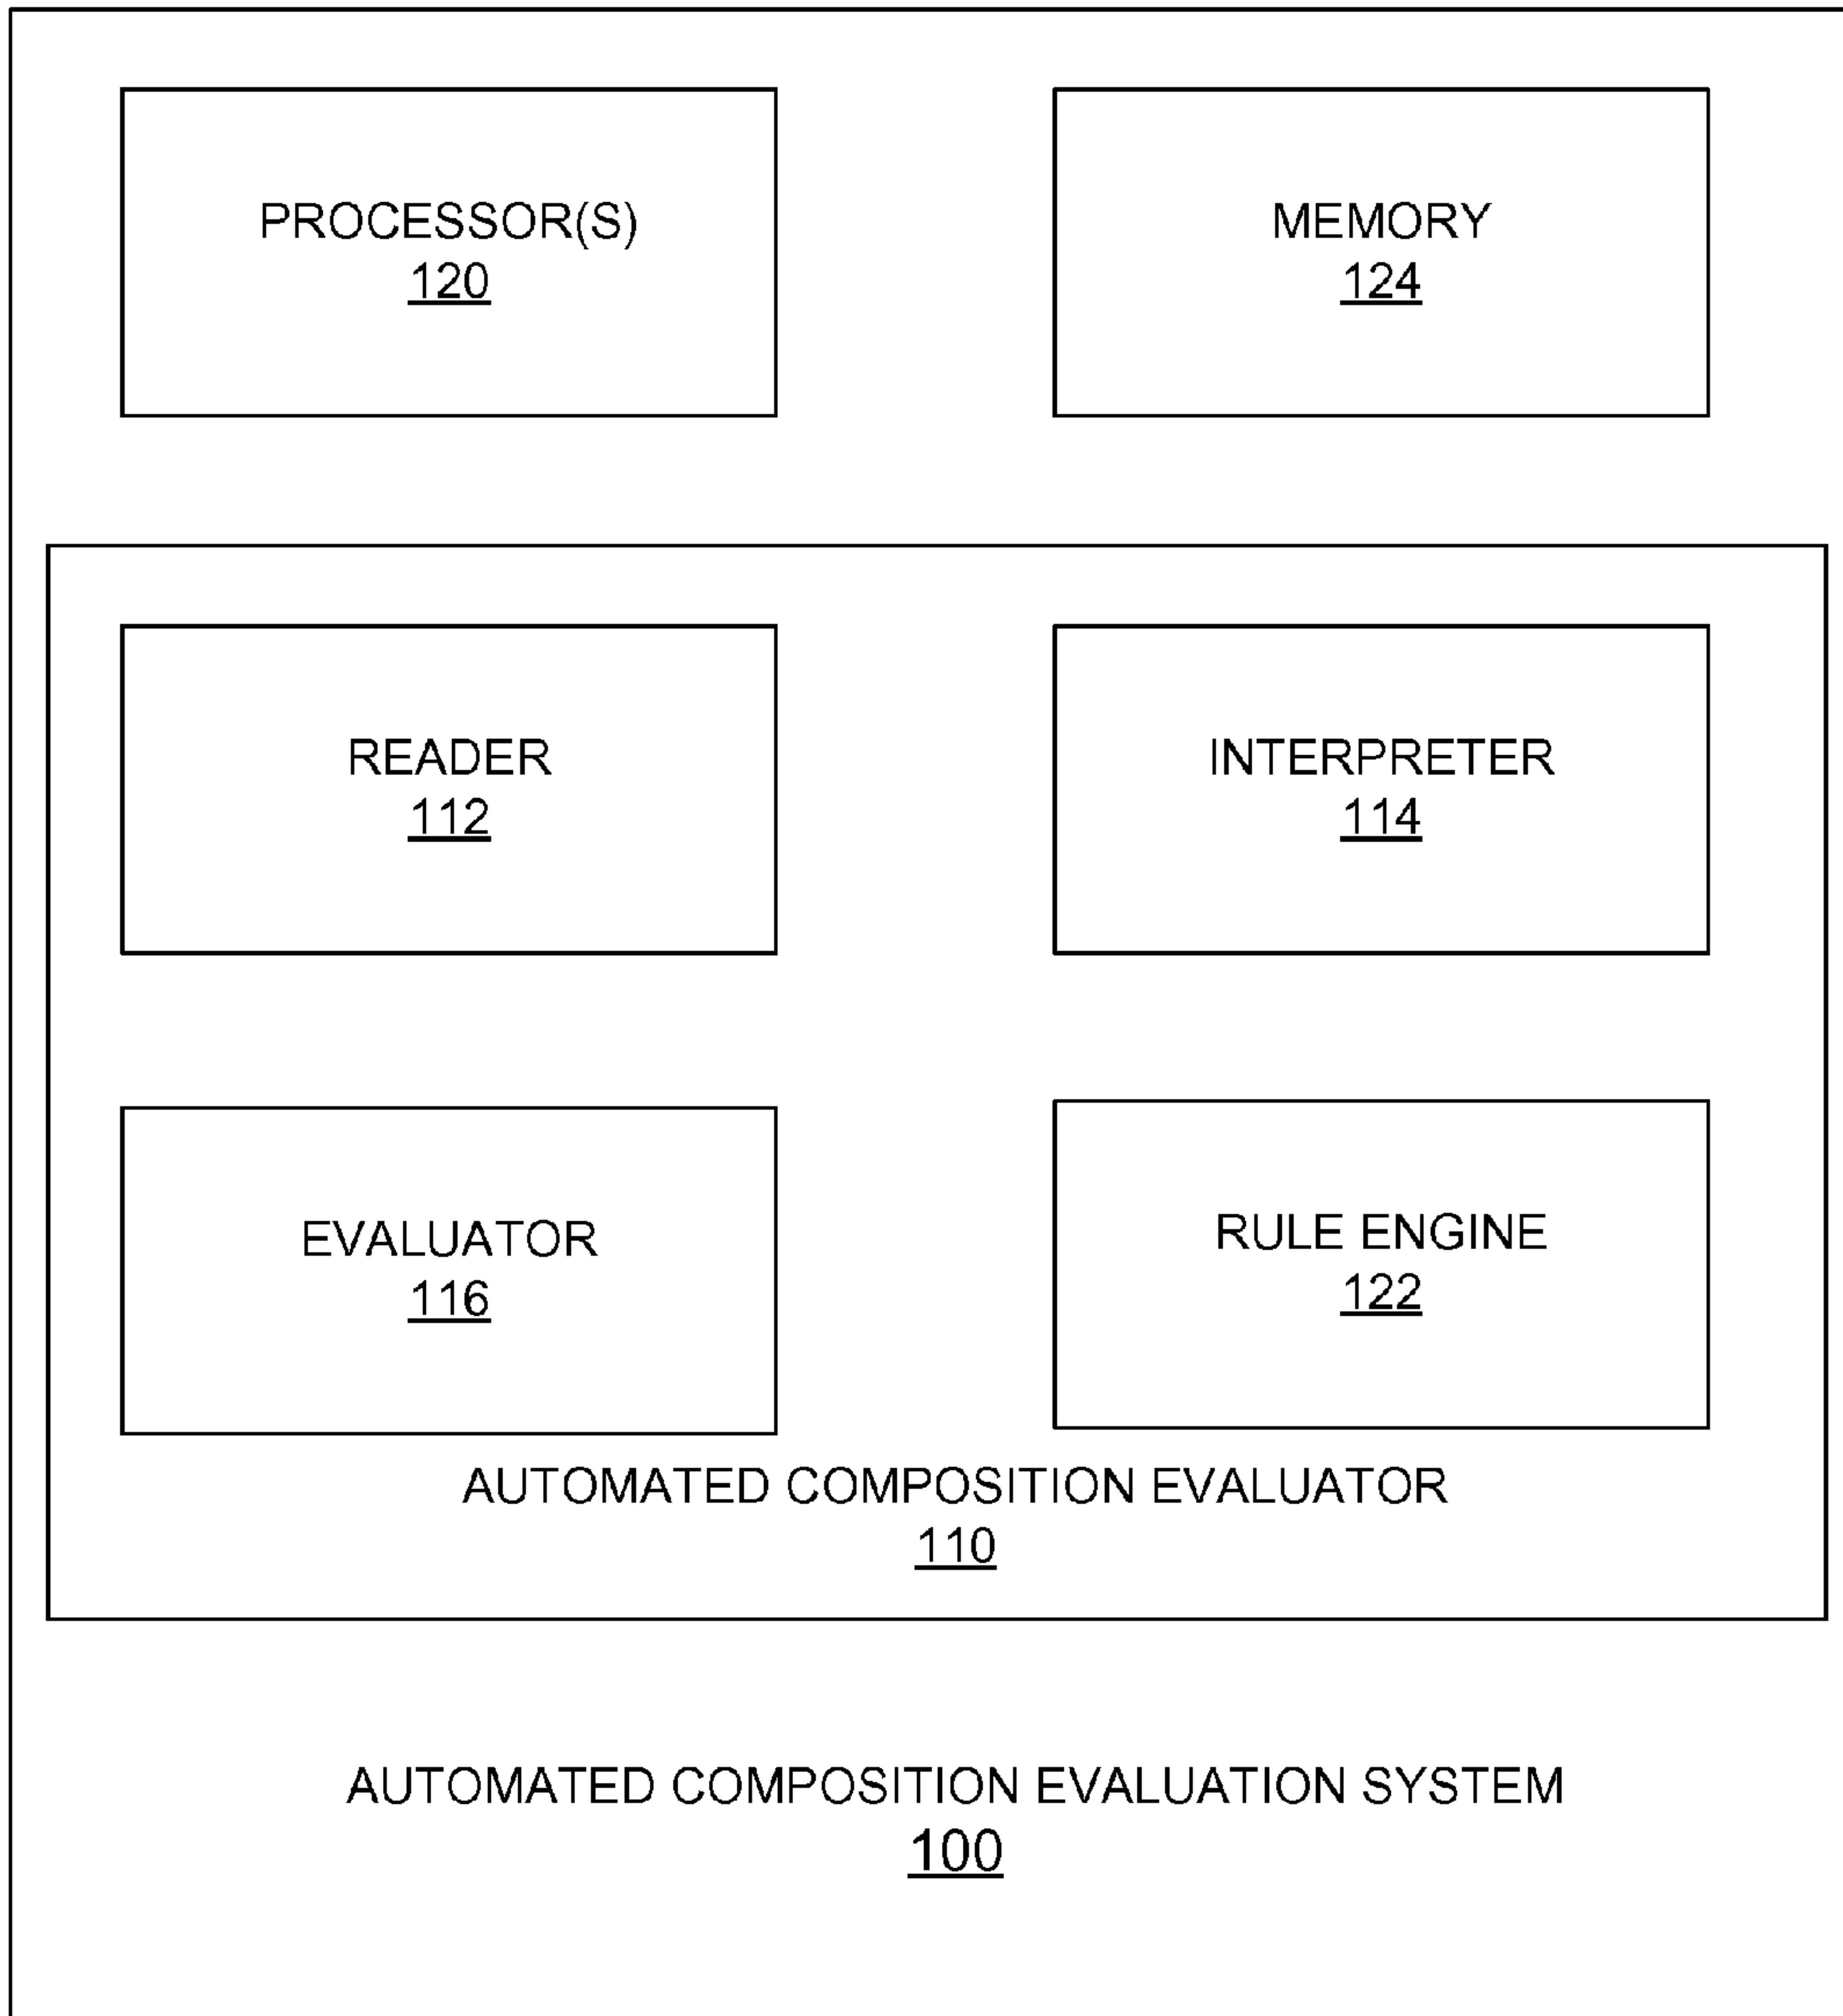 PROCESSOR(S)
120
MEMORY
124
READER
112
INTERPRETER
114
EVALUATOR
116
RULE ENGINE
122
AUTOMATED COMPOSITION EVALUATOR
110
AUTOMATED COMPOSITION EVALUATION SYSTEM
100